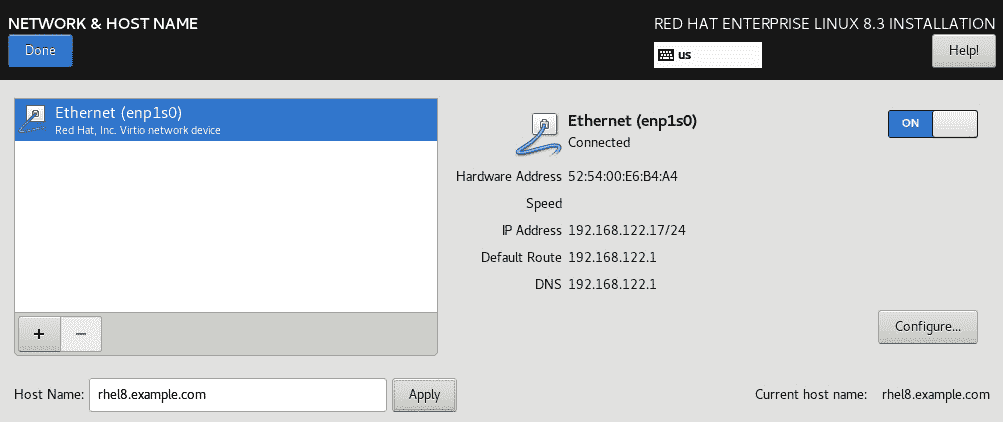 NETWORK & HOST NAME
RED HAT ENTERPRISE LINUX 8.3 INSTALLATION
Done
us
Help!
Ethernet (enp1s0)
Red Hat, Inc. Virtio network device
Ethernet (enp1s0)
Connected
ON
Hardware Address 52:54:00:E6:B4:A4
Speed
IP Address 192.168.122.17/24
Default Route 192.168.122.1
DNS 192.168.122.1
+ −
Configure...
Host Name: rhel8.example.com Apply
Current host name: rhel8.example.com